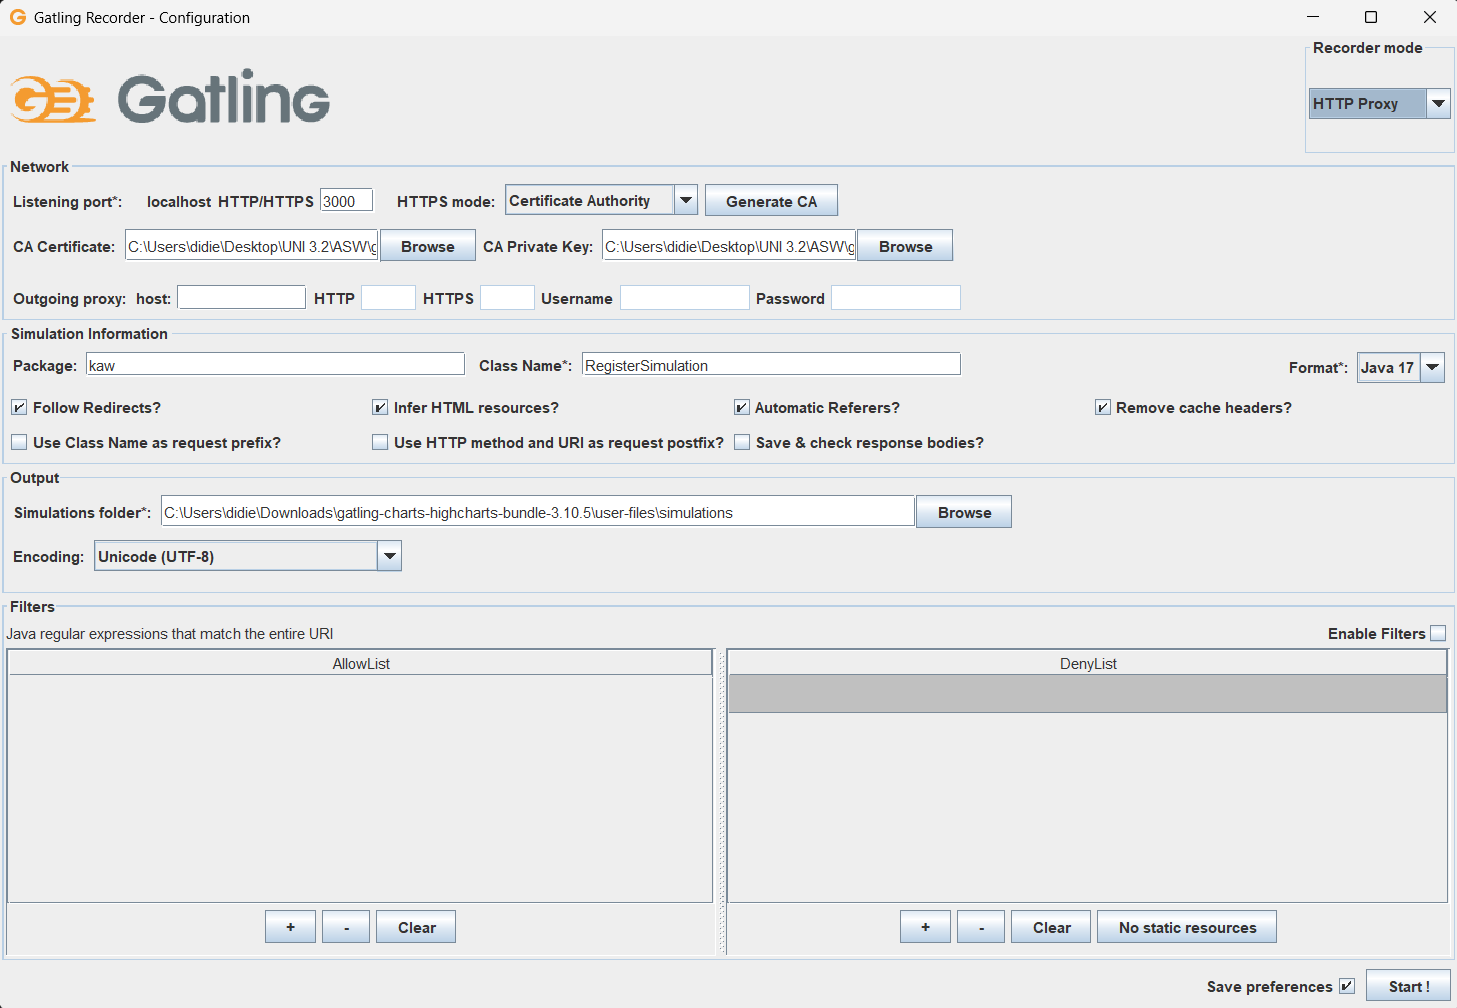 Gatling Recorder - Configuration
Recorder mode
Gatling
HTTP Proxy
Network
Listening port*: localhost HTTP/HTTPS 3000 HTTPS mode: Certificate Authority Generate CA
CA Certificate: C:\Users\didie\Desktop\UNI 3.2\ASW\g Browse CA Private Key: C:\Users\didie\Desktop\UNI 3.2\ASW\g Browse
Outgoing proxy: host: HTTP HTTPS Username Password
Simulation Information
Package: kaw Class Name*: RegisterSimulation Format*: Java 17
Follow Redirects? Infer HTML resources? Automatic Referers? Remove cache headers?
Use Class Name as request prefix? Use HTTP method and URI as request postfix? Save & check response bodies?
Output
Simulations folder*: C:\Users\didie\Downloads\gatling-charts-highcharts-bundle-3.10.5\user-files\simulations Browse
Encoding: Unicode (UTF-8)
Filters
Java regular expressions that match the entire URI Enable Filters
AllowList DenyList
+ - Clear + - Clear No static resources
Save preferences Start !